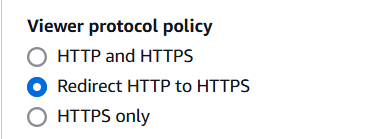 Viewer protocol policy
HTTP and HTTPS
Redirect HTTP to HTTPS
HTTPS only